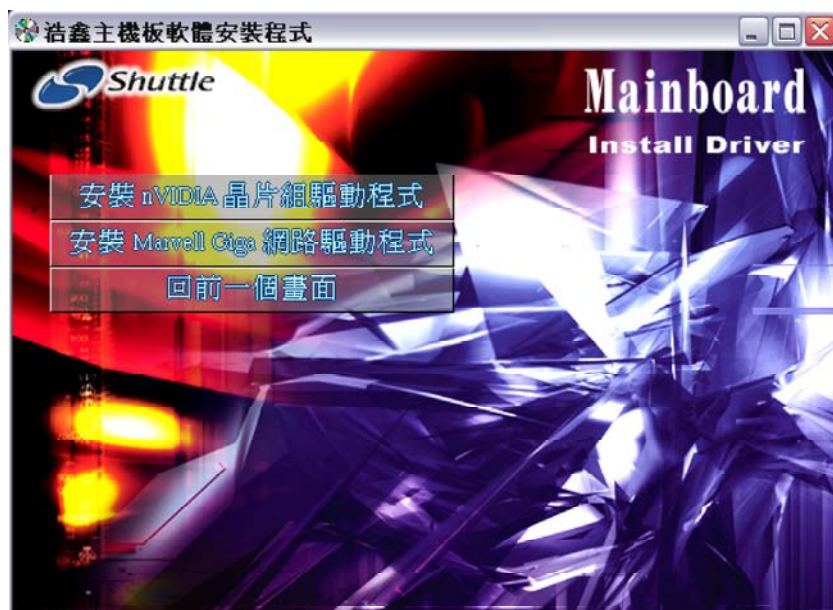 浩鑫主機板軟體安裝程式
Shuttle
Mainboard
Install Driver
安裝 nVIDIA 晶片組驅動程式
安裝 Marvell Giga 網路驅動程式
回前一個畫面